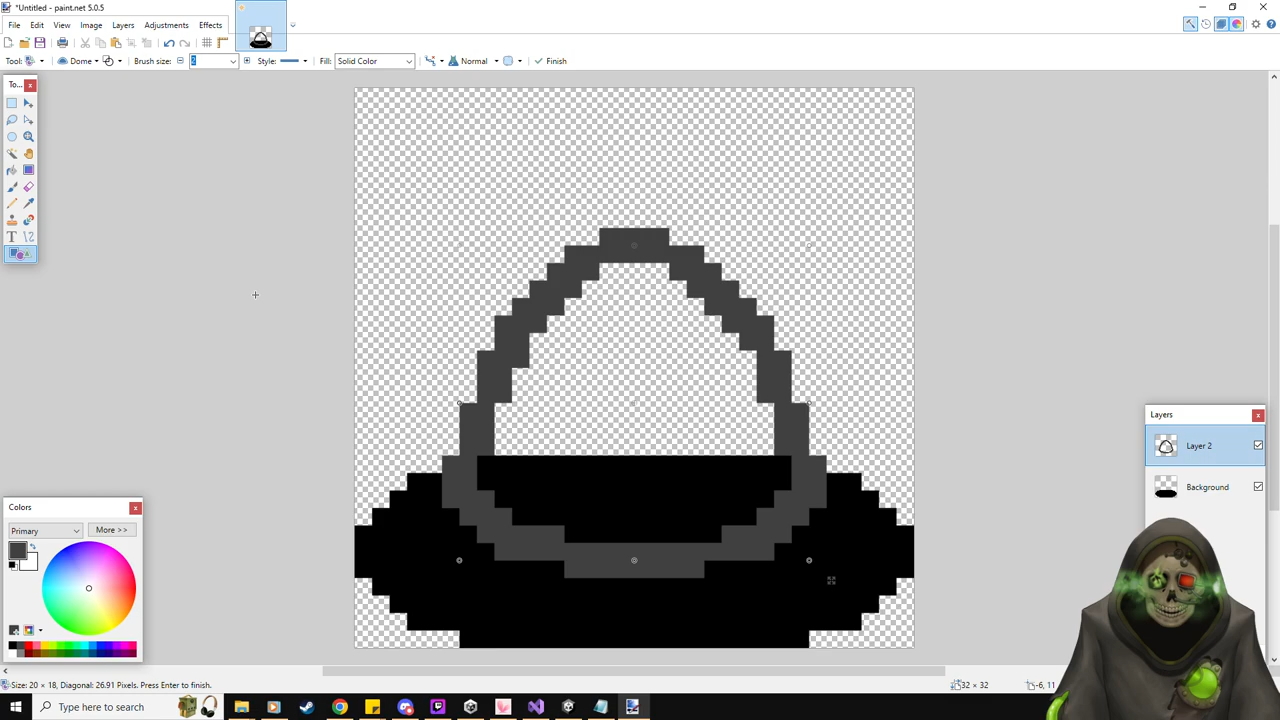 *Untitled - paint.net 5.0.5
File Edit View Image Layers Adjustments Effects
Tool: Dome Brush size: 2 Style: Fill: Solid Color Normal Finish
To...
Layers
Layer 2
Background
Colors
Primary More >>
Size: 20 × 18, Diagonal: 26.91 Pixels. Press Enter to finish. 32 × 32 -6, 11
Type here to search